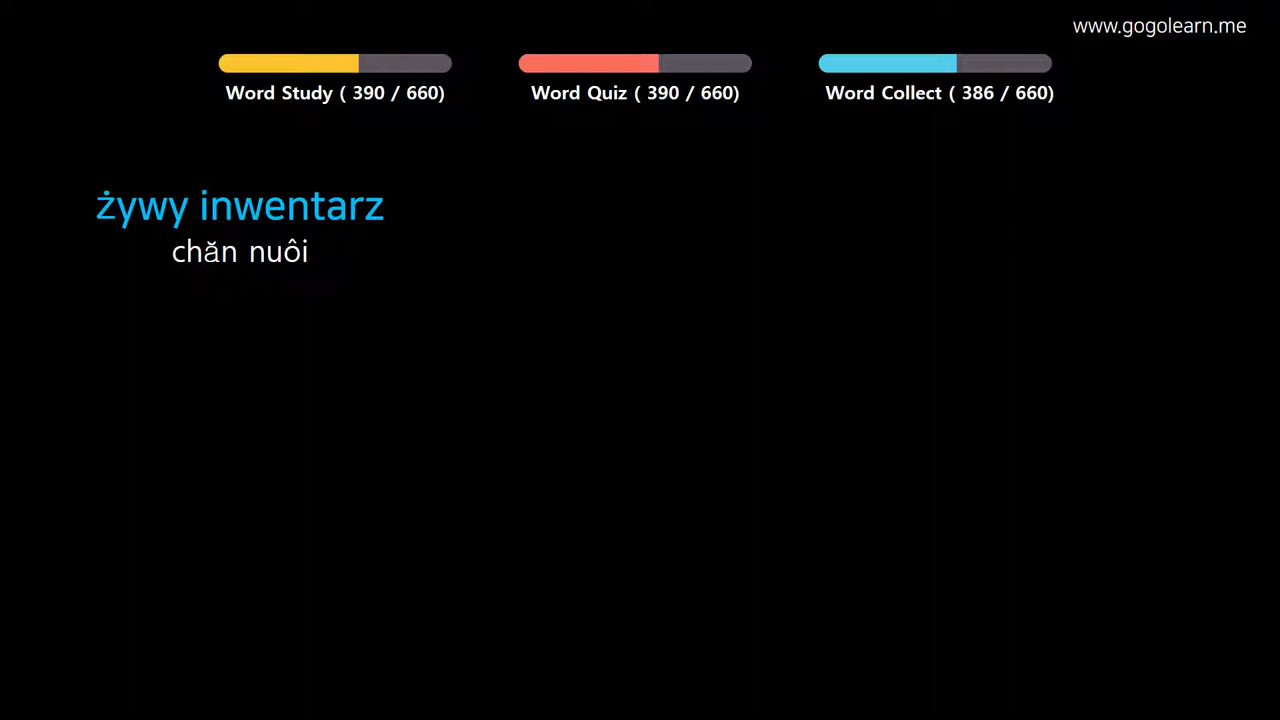 www.gogolearn.me
Word Study ( 390 / 660)
Word Quiz ( 390 / 660)
Word Collect ( 386 / 660)
żywy inwentarz
chăn nuôi